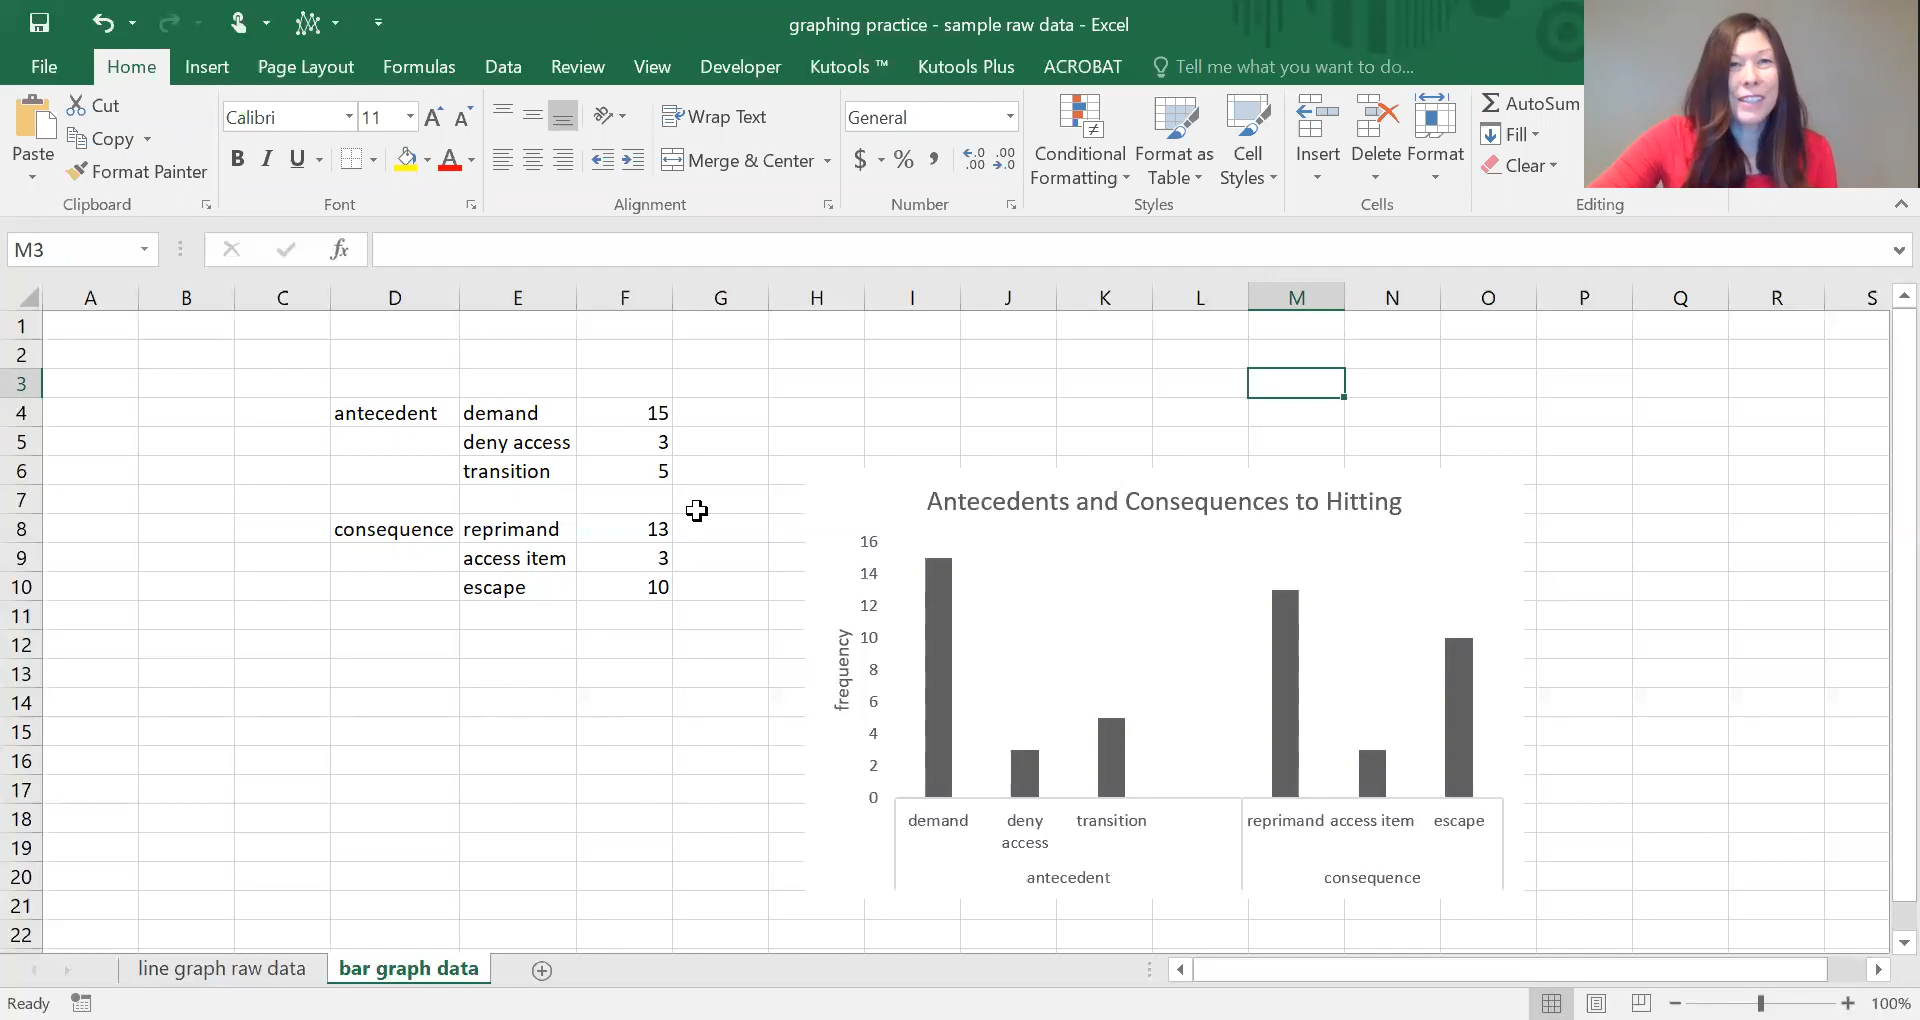 graphing practice - sample raw data - Excel
File Home Insert Page Layout Formulas Data Review View Developer Kutools ™ Kutools Plus ACROBAT Tell me what you want to do...
Paste
Cut
Copy
Format Painter
Clipboard
Calibri 11 A A
B I U A
Font
Wrap Text
Merge & Center
Alignment
General
$ % , .0 .00 .00 .0
Number
Conditional Formatting
Format as Table
Cell Styles
Styles
Insert Delete Format
Cells
AutoSum
Fill
Clear
Editing
M3 fx
A B C D E F G H I J K L M N O P Q R S
1
2
3
4 antecedent demand 15
5 deny access 3
6 transition 5
7
8 consequence reprimand 13
9 access item 3
10 escape 10
11
12
13
14
15
16
17
18
19
20
21
22
Antecedents and Consequences to Hitting
16
14
12
10
8
6
4
2
0
frequency
demand deny access transition reprimand access item escape
antecedent consequence
line graph raw data bar graph data
Ready 100%